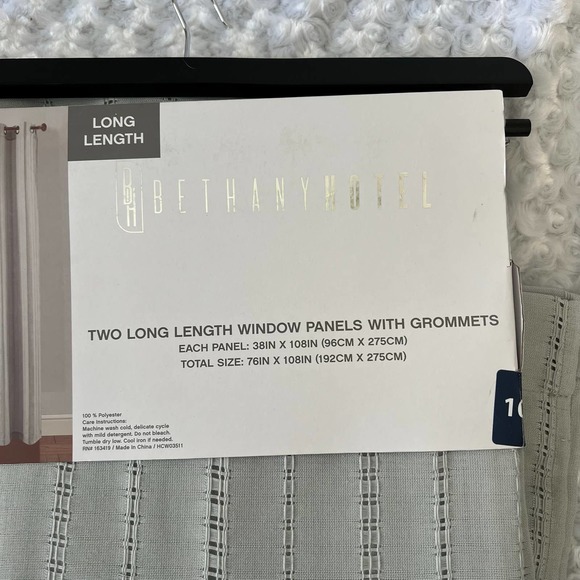 LONG
LENGTH
BH BETHANYHOTEL
TWO LONG LENGTH WINDOW PANELS WITH GROMMETS
EACH PANEL: 38IN X 108IN (96CM X 275CM)
TOTAL SIZE: 76IN X 108IN (192CM X 275CM)
100 % Polyester
Care Instructions:
Machine wash cold, delicate cycle
with mild detergent. Do not bleach.
Tumble dry low. Cool iron if needed.
RN# 163419 / Made In China / HCW03511